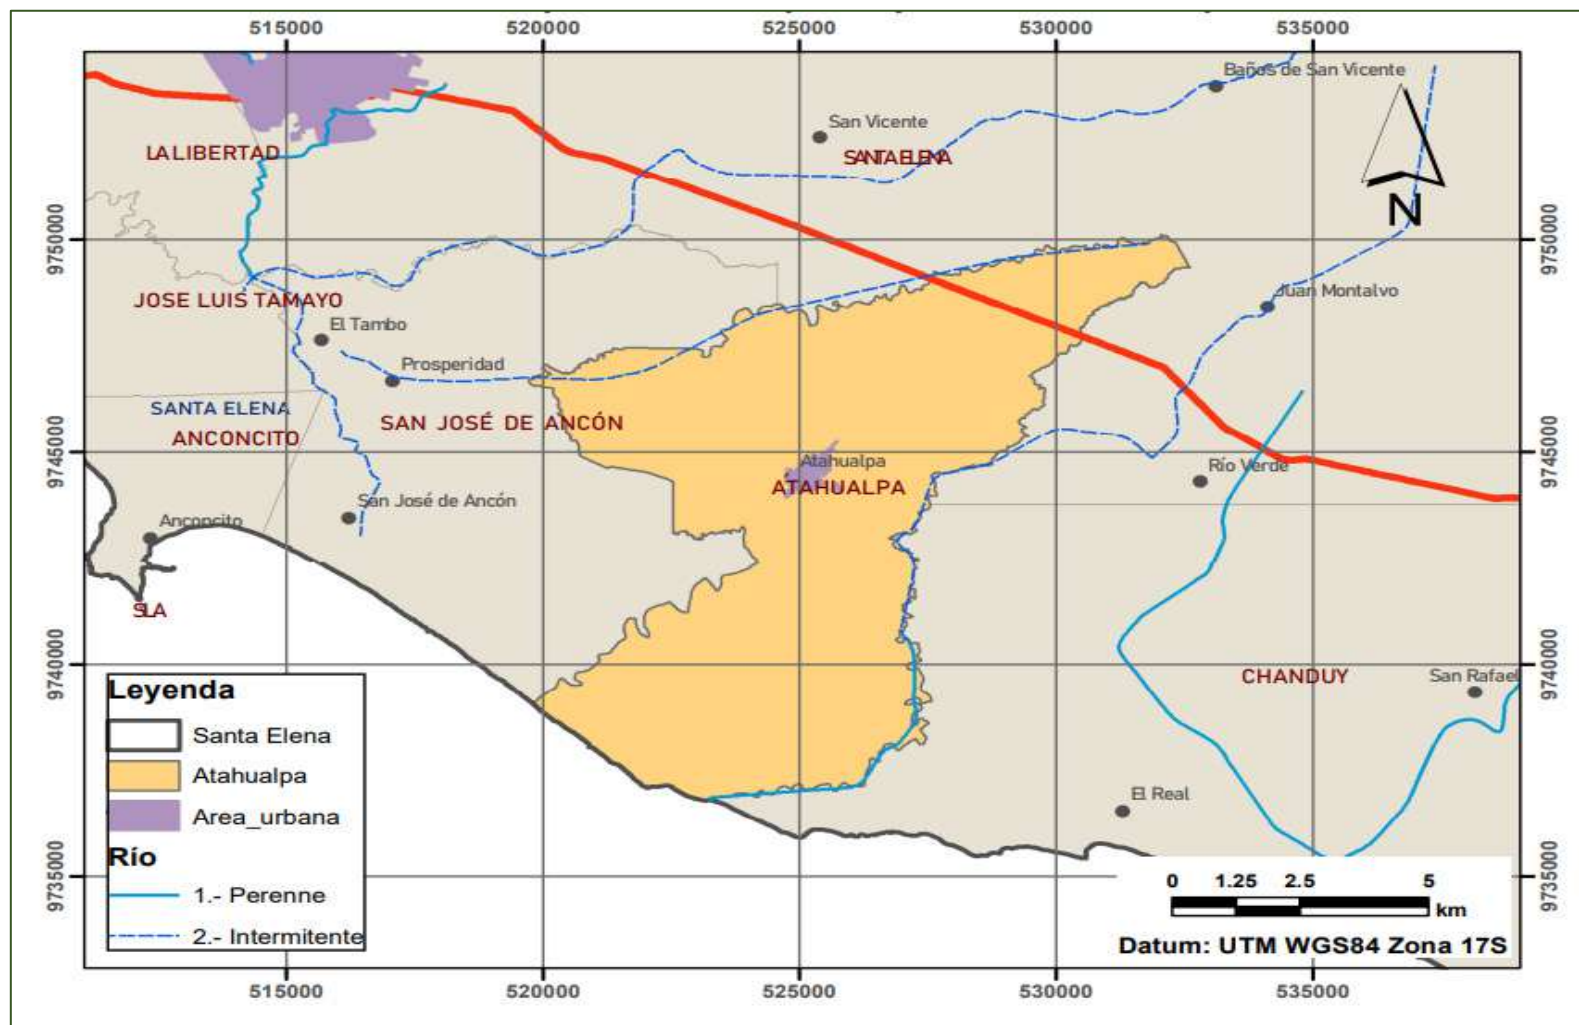 515000 520000 525000 530000 535000
Baños de San Vicente
San Vicente
LA LIBERTAD
SANTA ELENA
N
9750000 9750000
JOSE LUIS TAMAYO
Juan Montalvo
El Tambo
Prosperidad
SANTA ELENA
SAN JOSÉ DE ANCÓN
ANCONCITO
9745000 9745000
Atahualpa
Río Verde
ATAHUALPA
San José de Ancón
Anconcito
SLA
9740000 9740000
CHANDUY
San Rafael
Leyenda
Santa Elena
Atahualpa
Area_urbana
El Real
Río
9735000 9735000
0 1.25 2.5 5
1.- Perenne
km
2.- Intermitente
Datum: UTM WGS84 Zona 17S
515000 520000 525000 530000 535000